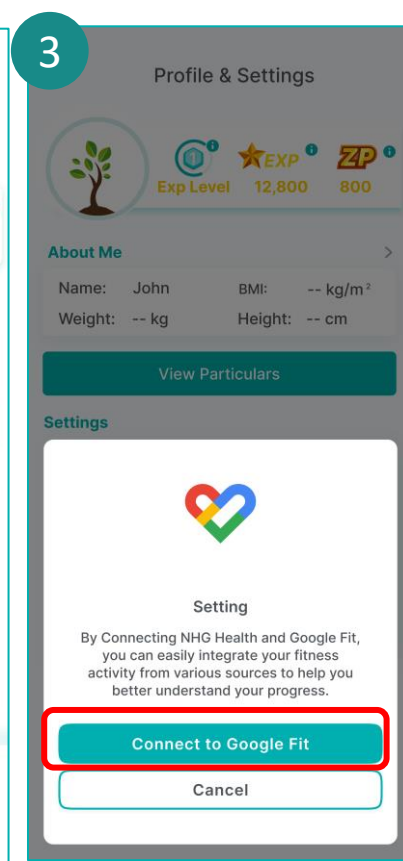 3
Profile & Settings
1
EXP
ZP
Exp Level 12,800 800
About Me >
Name: John BMI: -- kg/m²
Weight: -- kg Height: -- cm
View Particulars
Settings
Setting
By Connecting NHG Health and Google Fit,
you can easily integrate your fitness
activity from various sources to help you
better understand your progress.
Connect to Google Fit
Cancel